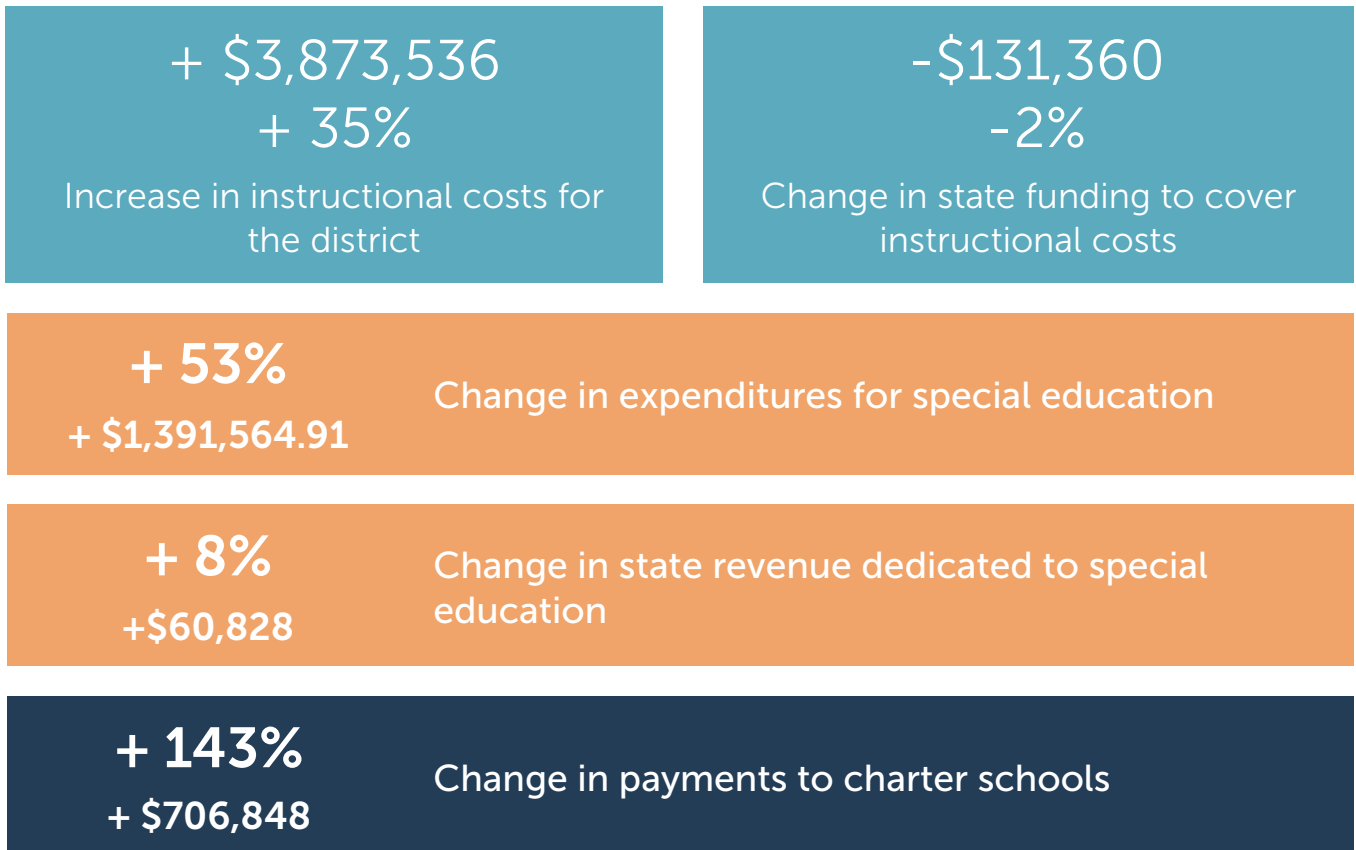 + $3,873,536
+ 35%
Increase in instructional costs for
the district
-$131,360
-2%
Change in state funding to cover
instructional costs
+ 53%
+ $1,391,564.91
Change in expenditures for special education
+ 8%
+$60,828
Change in state revenue dedicated to special
education
+ 143%
+ $706,848
Change in payments to charter schools